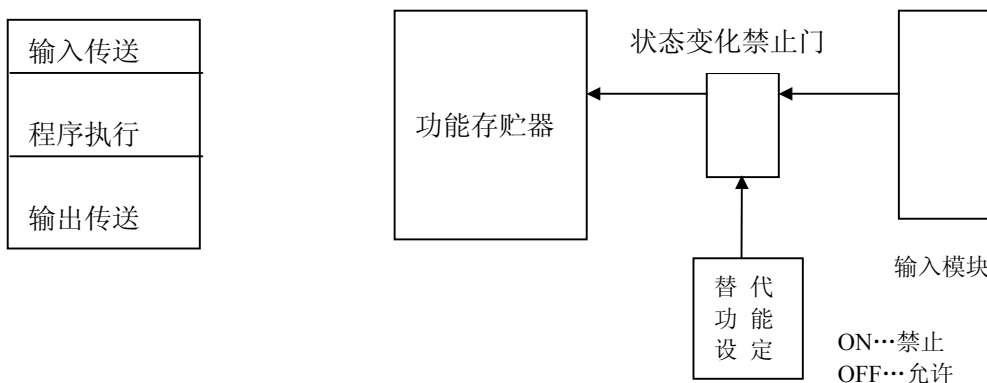 输入传送
程序执行
输出传送
状态变化禁止门
功能存贮器
输入模块
替 代
功 能
设 定
ON…禁止
OFF…允许